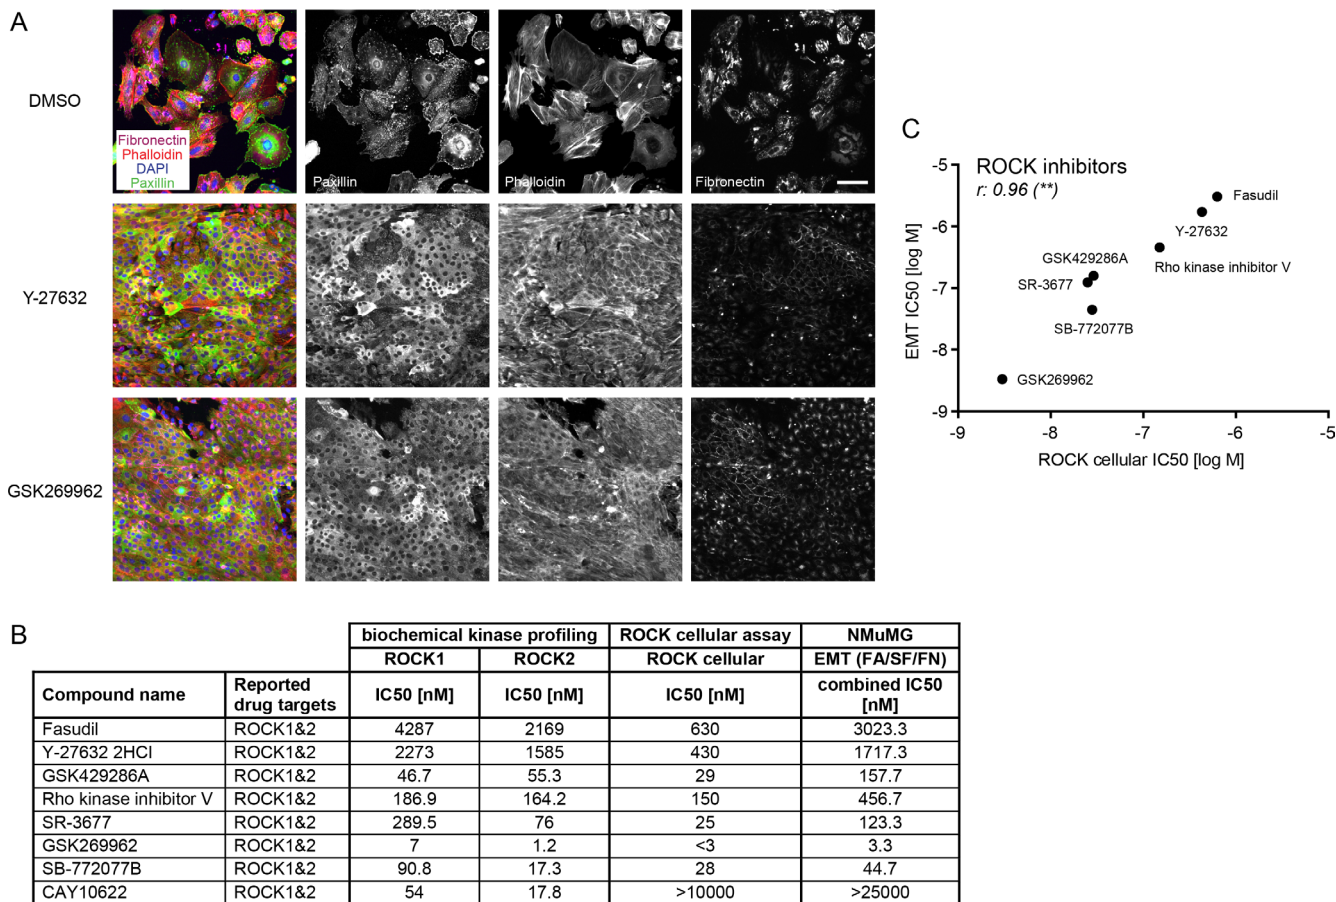 A
DMSO
Fibronectin
Phalloidin
DAPI
Paxillin
Paxillin
Phalloidin
Fibronectin
Y-27632
GSK269962
C
ROCK inhibitors
r: 0.96 (**)
EMT IC50 [log M]
-5
-6
-7
-8
-9
Fasudil
Y-27632
Rho kinase inhibitor V
GSK429286A
SR-3677
SB-772077B
GSK269962
-9 -8 -7 -6 -5
ROCK cellular IC50 [log M]
B
biochemical kinase profiling ROCK cellular assay NMuMG
ROCK1 ROCK2 ROCK cellular EMT (FA/SF/FN)
Compound name Reported drug targets IC50 [nM] IC50 [nM] IC50 [nM] combined IC50 [nM]
Fasudil ROCK1&2 4287 2169 630 3023.3
Y-27632 2HCl ROCK1&2 2273 1585 430 1717.3
GSK429286A ROCK1&2 46.7 55.3 29 157.7
Rho kinase inhibitor V ROCK1&2 186.9 164.2 150 456.7
SR-3677 ROCK1&2 289.5 76 25 123.3
GSK269962 ROCK1&2 7 1.2 <3 3.3
SB-772077B ROCK1&2 90.8 17.3 28 44.7
CAY10622 ROCK1&2 54 17.8 >10000 >25000